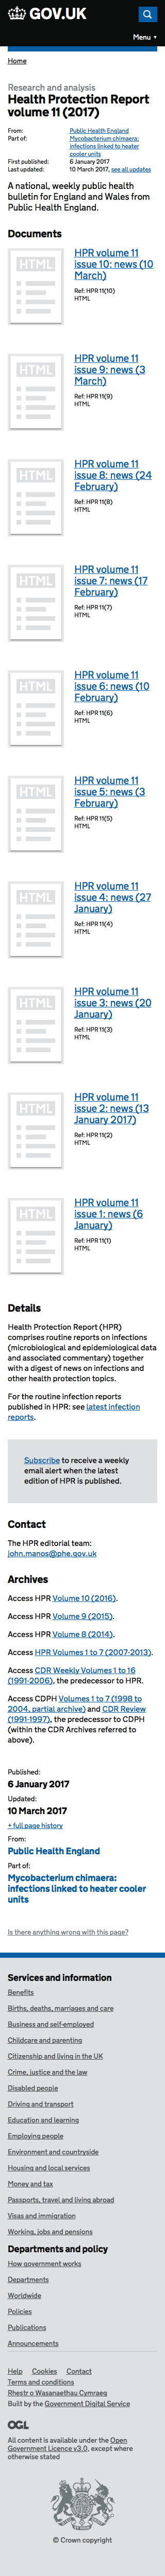 GOV.UK
Menu ▼
Home
Research and analysis
Health Protection Report
volume 11 (2017)
From: Public Health England
Part of: Mycobacterium chimaera:
infections linked to heater
cooler units
First published: 6 January 2017
Last updated: 10 March 2017, see all updates
A national, weekly public health
bulletin for England and Wales from
Public Health England.
Documents
HTML
HPR volume 11
issue 10: news (10
March)
Ref: HPR 11(10)
HTML
HTML
HPR volume 11
issue 9: news (3
March)
Ref: HPR 11(9)
HTML
HTML
HPR volume 11
issue 8: news (24
February)
Ref: HPR 11(8)
HTML
HTML
HPR volume 11
issue 7: news (17
February)
Ref: HPR 11(7)
HTML
HTML
HPR volume 11
issue 6: news (10
February)
Ref: HPR 11(6)
HTML
HTML
HPR volume 11
issue 5: news (3
February)
Ref: HPR 11(5)
HTML
HTML
HPR volume 11
issue 4: news (27
January)
Ref: HPR 11(4)
HTML
HTML
HPR volume 11
issue 3: news (20
January)
Ref: HPR 11(3)
HTML
HTML
HPR volume 11
issue 2: news (13
January 2017)
Ref: HPR 11(2)
HTML
HTML
HPR volume 11
issue 1: news (6
January)
Ref: HPR 11(1)
HTML
Details
Health Protection Report (HPR)
comprises routine reports on infections
(microbiological and epidemiological data
and associated commentary) together
with a digest of news on infections and
other health protection topics.
For the routine infection reports
published in HPR: see latest infection
reports.
Subscribe to receive a weekly
email alert when the latest
edition of HPR is published.
Contact
The HPR editorial team:
john.manos@phe.gov.uk
Archives
Access HPR Volume 10 (2016).
Access HPR Volume 9 (2015).
Access HPR Volume 8 (2014).
Access HPR Volumes 1 to 7 (2007-2013).
Access CDR Weekly Volumes 1 to 16
(1991-2006), the predecessor to HPR.
Access CDPH Volumes 1 to 7 (1998 to
2004, partial archive) and CDR Review
(1991-1997), the predecessor to CDPH
(within the CDR Archives referred to
above).
Published:
6 January 2017
Updated:
10 March 2017
+ full page history
From:
Public Health England
Part of:
Mycobacterium chimaera:
infections linked to heater cooler
units
Is there anything wrong with this page?
Services and information
Benefits
Births, deaths, marriages and care
Business and self-employed
Childcare and parenting
Citizenship and living in the UK
Crime, justice and the law
Disabled people
Driving and transport
Education and learning
Employing people
Environment and countryside
Housing and local services
Money and tax
Passports, travel and living abroad
Visas and immigration
Working, jobs and pensions
Departments and policy
How government works
Departments
Worldwide
Policies
Publications
Announcements
Help Cookies Contact
Terms and conditions
Rhestr o Wasanaethau Cymraeg
Built by the Government Digital Service
OGL
All content is available under the Open
Government Licence v3.0, except where
otherwise stated
© Crown copyright